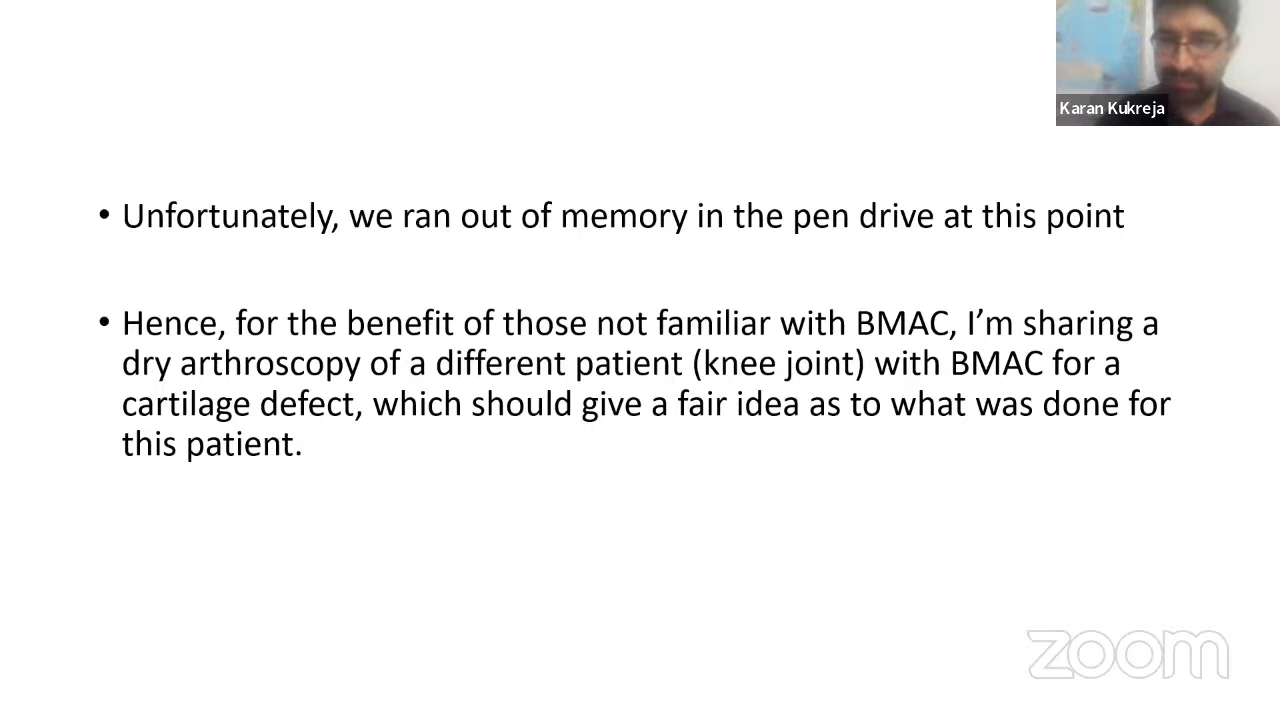 Karan Kukreja
• Unfortunately, we ran out of memory in the pen drive at this point
• Hence, for the benefit of those not familiar with BMAC, I’m sharing a
dry arthroscopy of a different patient (knee joint) with BMAC for a
cartilage defect, which should give a fair idea as to what was done for
this patient.
zoom